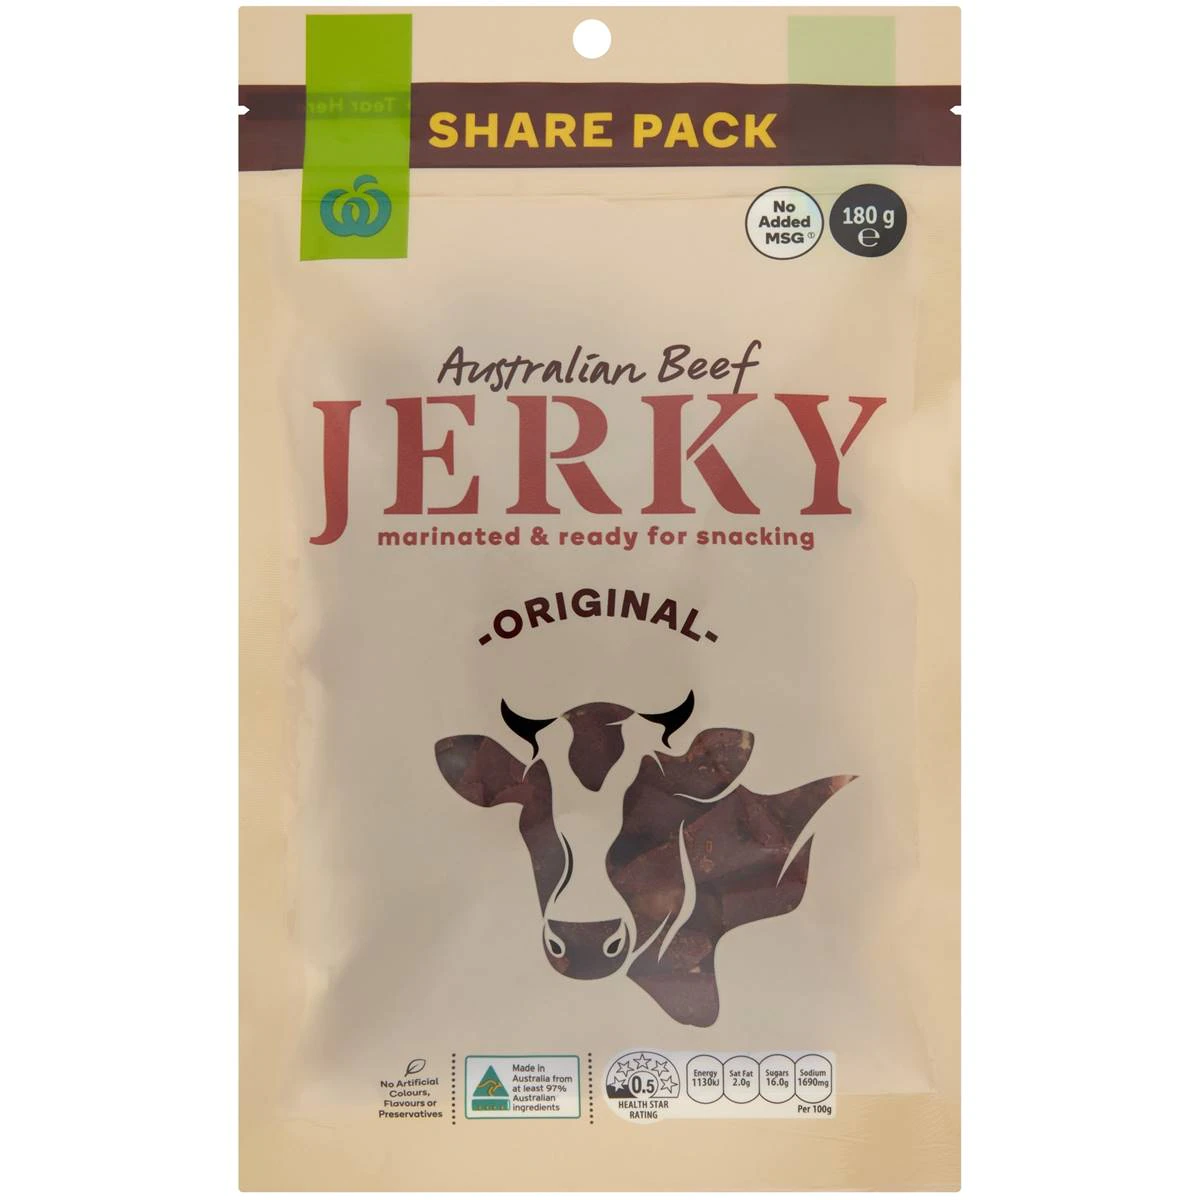 Tear Here
SHARE PACK
No
Added
MSG
180 g
e
Australian Beef
JERKY
marinated & ready for snacking
-ORIGINAL-
No Artificial
Colours,
Flavours or
Preservatives
Made in
Australia from
at least 97%
Australian
ingredients
0.5
HEALTH STAR
RATING
Energy
1130kJ
Sat Fat
2.0g
Sugars
16.0g
Sodium
1690mg
Per 100g